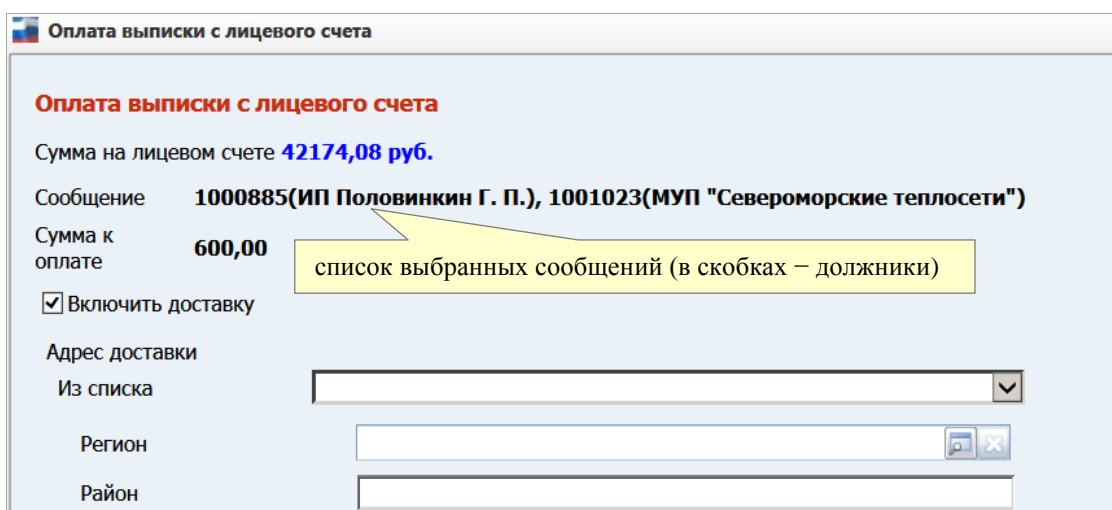 Оплата выписки с лицевого счета
Оплата выписки с лицевого счета
Сумма на лицевом счете 42174,08 руб.
Сообщение 1000885(ИП Половинкин Г. П.), 1001023(МУП "Североморские теплосети")
Сумма к
оплате 600,00
список выбранных сообщений (в скобках − должники)
Включить доставку
Адрес доставки
Из списка
Регион
Район